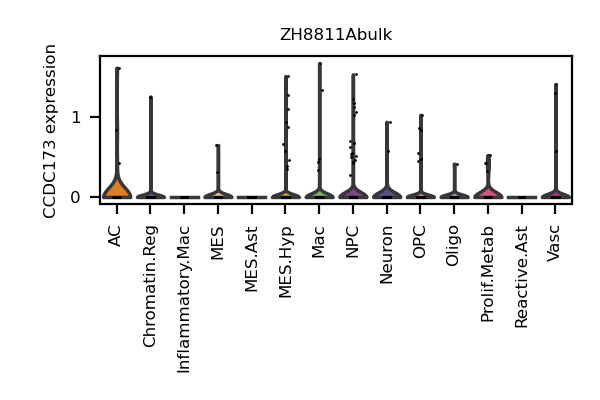 ZH8811Abulk
CCDC173 expression
1
0
AC
Chromatin.Reg
Inflammatory.Mac
MES
MES.Ast
MES.Hyp
Mac
NPC
Neuron
OPC
Oligo
Prolif.Metab
Reactive.Ast
Vasc